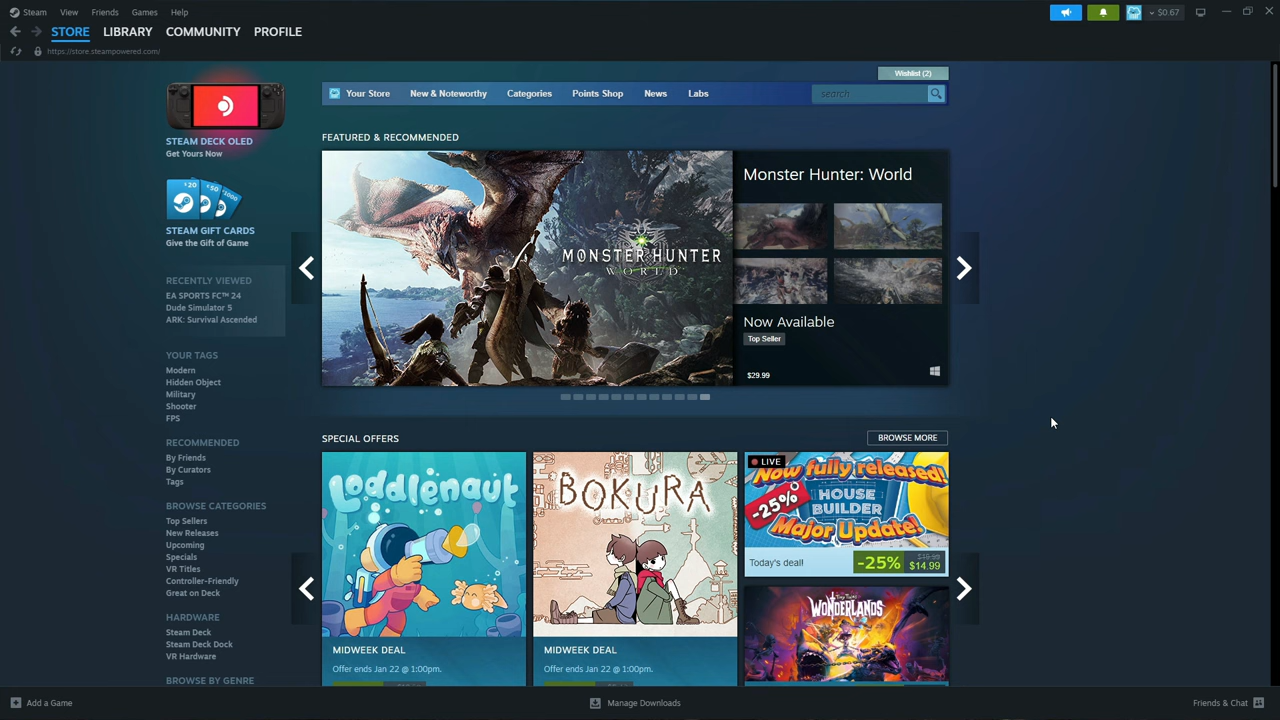 Steam View Friends Games Help
$0.67
STORE LIBRARY COMMUNITY PROFILE
https://store.steampowered.com/
Wishlist (2)
Your Store New & Noteworthy Categories Points Shop News Labs search
STEAM DECK OLED
Get Yours Now
$20 $50 $1000
STEAM GIFT CARDS
Give the Gift of Game
RECENTLY VIEWED
EA SPORTS FC™ 24
Dude Simulator 5
ARK: Survival Ascended
YOUR TAGS
Modern
Hidden Object
Military
Shooter
FPS
RECOMMENDED
By Friends
By Curators
Tags
BROWSE CATEGORIES
Top Sellers
New Releases
Upcoming
Specials
VR Titles
Controller-Friendly
Great on Deck
HARDWARE
Steam Deck
Steam Deck Dock
VR Hardware
BROWSE BY GENRE
FEATURED & RECOMMENDED
MONSTER HUNTER
WORLD
Monster Hunter: World
Now Available
Top Seller
$29.99
SPECIAL OFFERS
BROWSE MORE
Loddlenaut
MIDWEEK DEAL
Offer ends Jan 22 @ 1:00pm.
BOKURA
MIDWEEK DEAL
Offer ends Jan 22 @ 1:00pm.
LIVE
Now fully released!
-25%
HOUSE
BUILDER
Major Update!
Today's deal! -25% $19.99
$14.99
WONDERLANDS
Add a Game Manage Downloads Friends & Chat